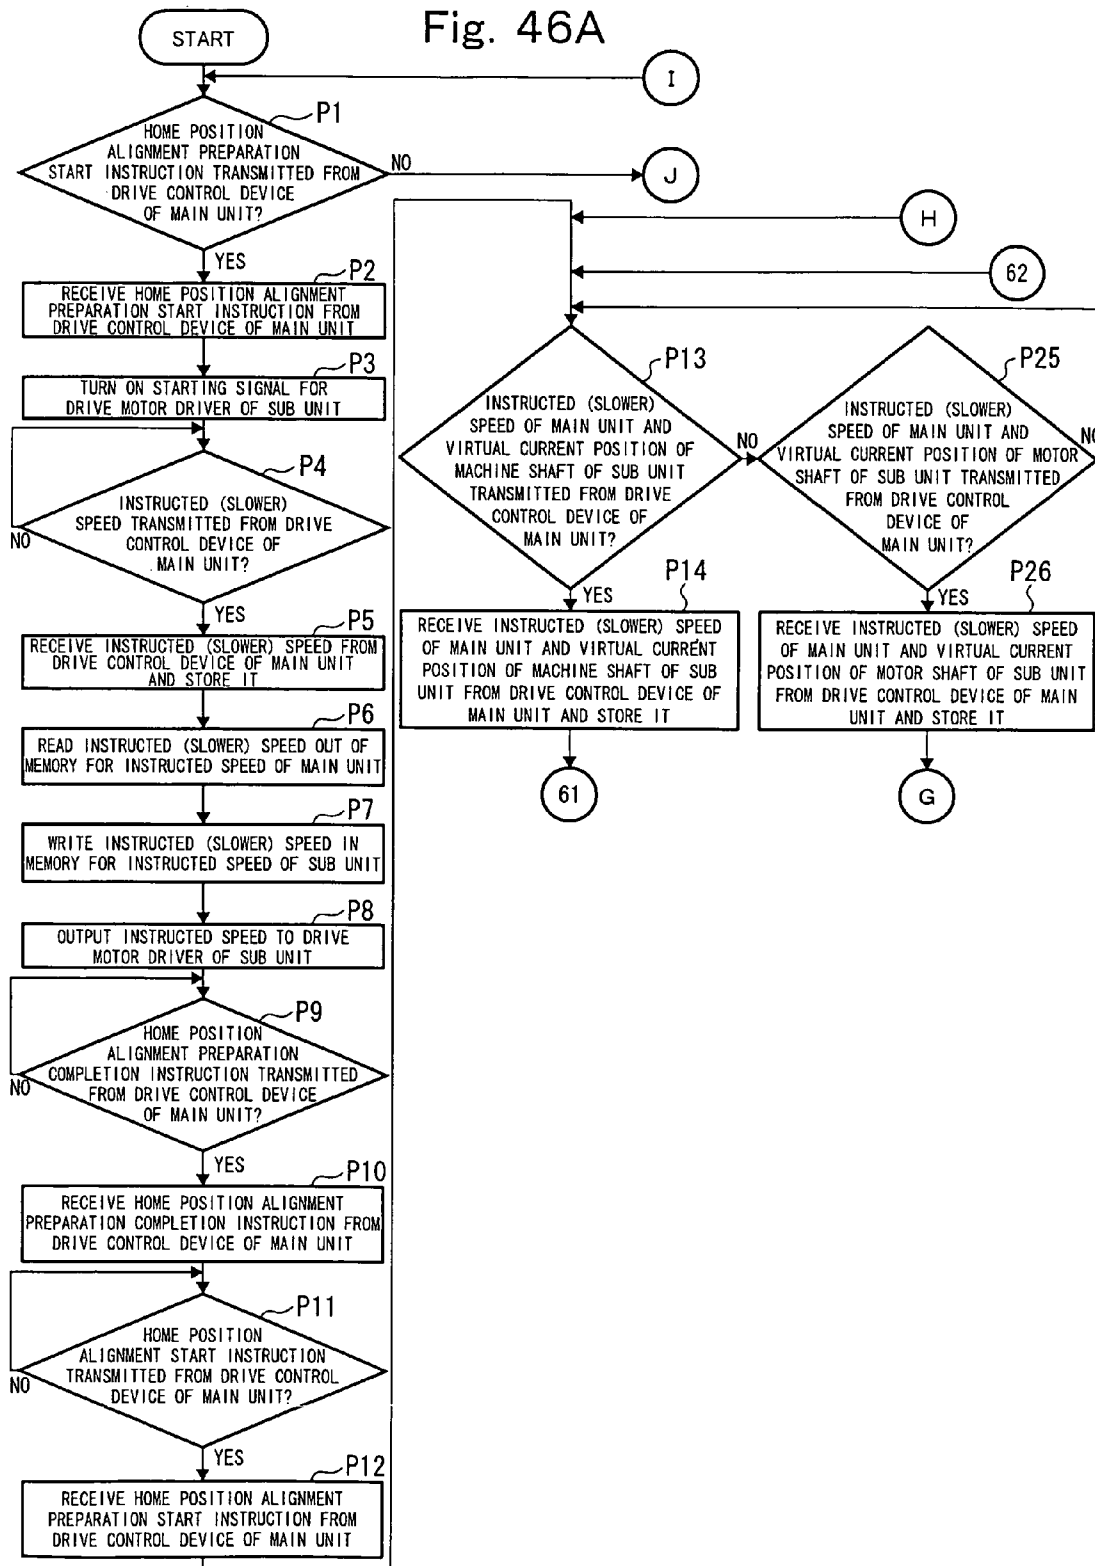 Fig. 46A
START
I
P1
HOME POSITION
ALIGNMENT PREPARATION
START INSTRUCTION TRANSMITTED FROM
DRIVE CONTROL DEVICE
OF MAIN UNIT?
NO
J
YES
P2
RECEIVE HOME POSITION ALIGNMENT
PREPARATION START INSTRUCTION FROM
DRIVE CONTROL DEVICE OF MAIN UNIT
P3
TURN ON STARTING SIGNAL FOR
DRIVE MOTOR DRIVER OF SUB UNIT
P4
INSTRUCTED (SLOWER)
SPEED TRANSMITTED FROM DRIVE
CONTROL DEVICE OF
MAIN UNIT?
NO
YES
P5
RECEIVE INSTRUCTED (SLOWER) SPEED FROM
DRIVE CONTROL DEVICE OF MAIN UNIT
AND STORE IT
P6
READ INSTRUCTED (SLOWER) SPEED OUT OF
MEMORY FOR INSTRUCTED SPEED OF MAIN UNIT
P7
WRITE INSTRUCTED (SLOWER) SPEED IN
MEMORY FOR INSTRUCTED SPEED OF SUB UNIT
P8
OUTPUT INSTRUCTED SPEED TO DRIVE
MOTOR DRIVER OF SUB UNIT
P9
HOME POSITION
ALIGNMENT PREPARATION
COMPLETION INSTRUCTION TRANSMITTED
FROM DRIVE CONTROL DEVICE
OF MAIN UNIT?
NO
YES
P10
RECEIVE HOME POSITION ALIGNMENT
PREPARATION COMPLETION INSTRUCTION FROM
DRIVE CONTROL DEVICE OF MAIN UNIT
P11
HOME POSITION
ALIGNMENT START INSTRUCTION
TRANSMITTED FROM DRIVE CONTROL
DEVICE OF MAIN UNIT?
NO
YES
P12
RECEIVE HOME POSITION ALIGNMENT
PREPARATION START INSTRUCTION FROM
DRIVE CONTROL DEVICE OF MAIN UNIT
H
62
P13
INSTRUCTED (SLOWER)
SPEED OF MAIN UNIT AND
VIRTUAL CURRENT POSITION OF
MACHINE SHAFT OF SUB UNIT
TRANSMITTED FROM DRIVE
CONTROL DEVICE OF
MAIN UNIT?
NO
YES
P14
RECEIVE INSTRUCTED (SLOWER) SPEED
OF MAIN UNIT AND VIRTUAL CURRENT
POSITION OF MACHINE SHAFT OF SUB
UNIT FROM DRIVE CONTROL DEVICE OF
MAIN UNIT AND STORE IT
61
P25
INSTRUCTED (SLOWER)
SPEED OF MAIN UNIT AND
VIRTUAL CURRENT POSITION OF MOTOR
SHAFT OF SUB UNIT TRANSMITTED
FROM DRIVE CONTROL
DEVICE OF
MAIN UNIT?
NO
YES
P26
RECEIVE INSTRUCTED (SLOWER) SPEED
OF MAIN UNIT AND VIRTUAL CURRENT
POSITION OF MOTOR SHAFT OF SUB UNIT
FROM DRIVE CONTROL DEVICE OF MAIN
UNIT AND STORE IT
G